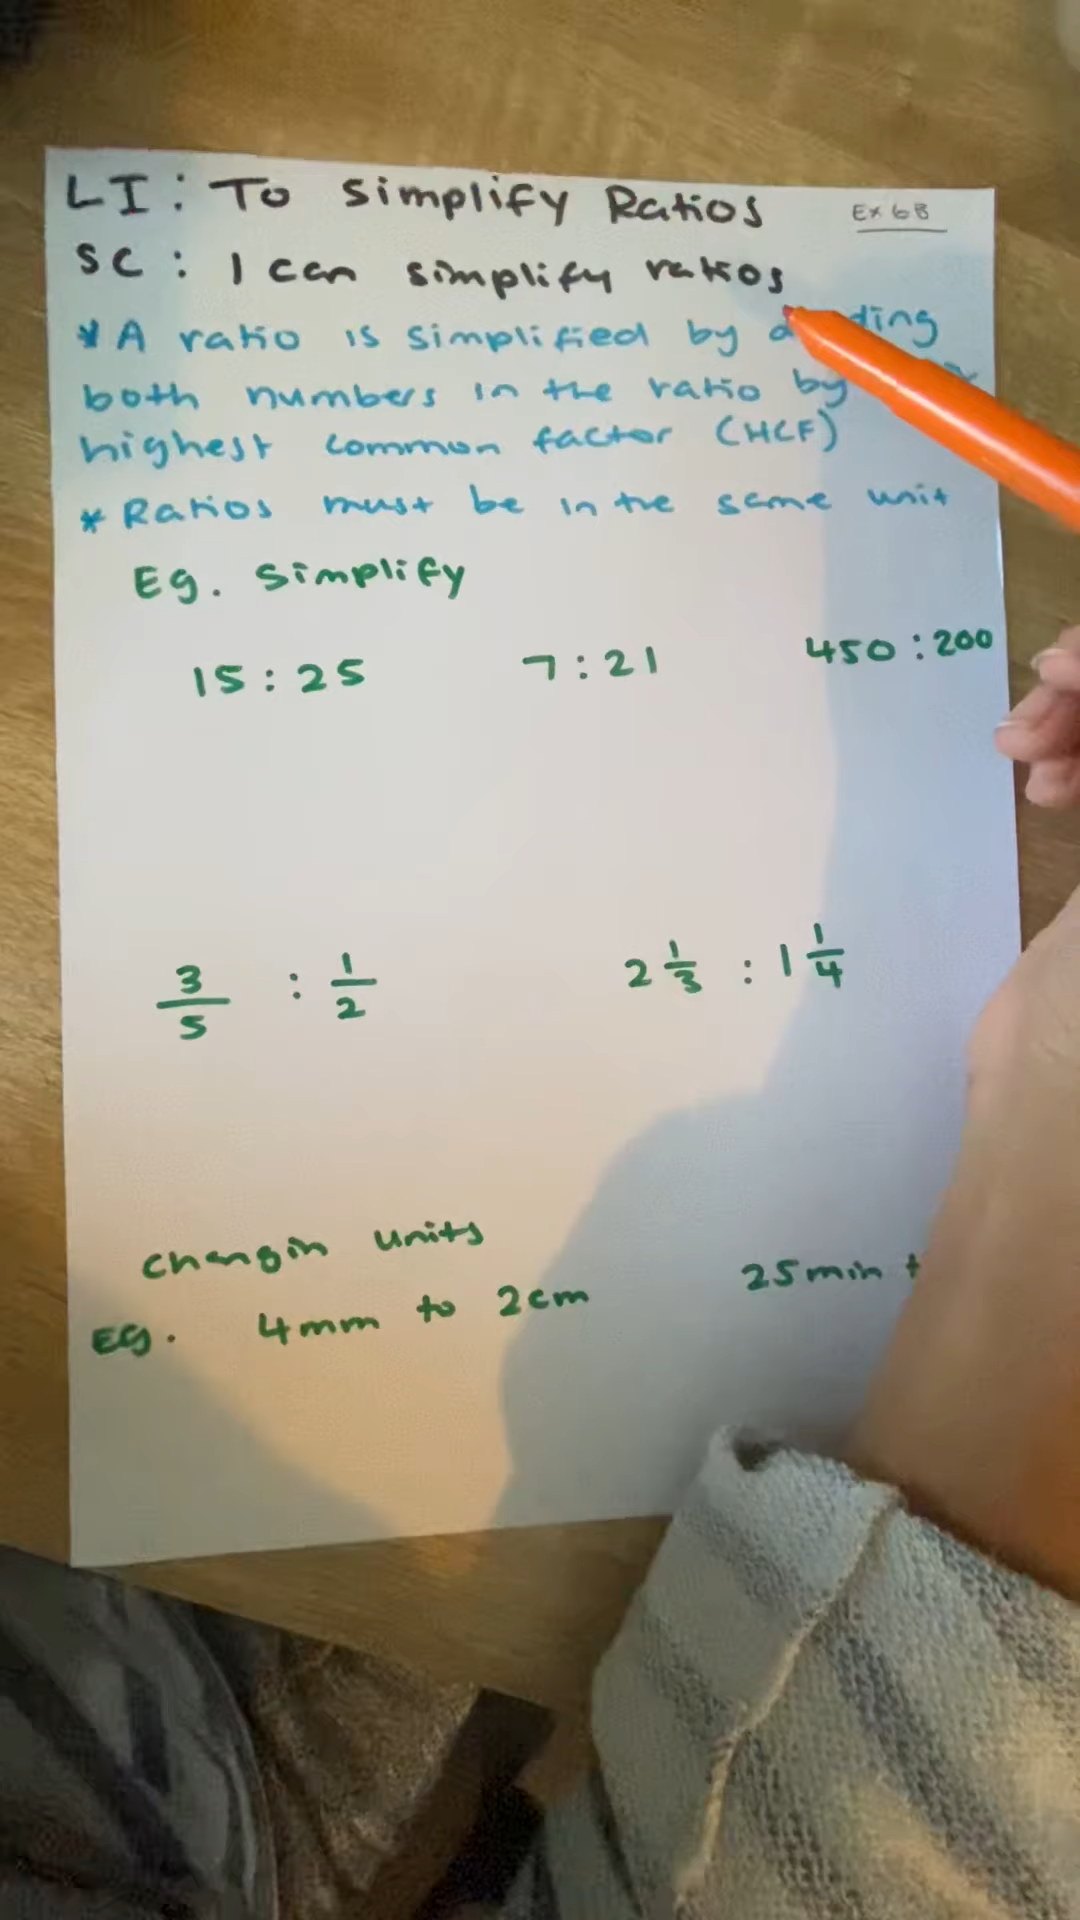 LI: To Simplify Ratios
Ex 6B
SC: I can simplify ratios
* A ratio is simplified by
both numbers in the ratio by
highest common factor (HCF)
* Ratios must be in the same unit
Eg. Simplify
15:25 7:21 450:200
3/5 : 1/2 2 1/3 : 1 1/4
Changin units
EG. 4mm to 2cm 25min